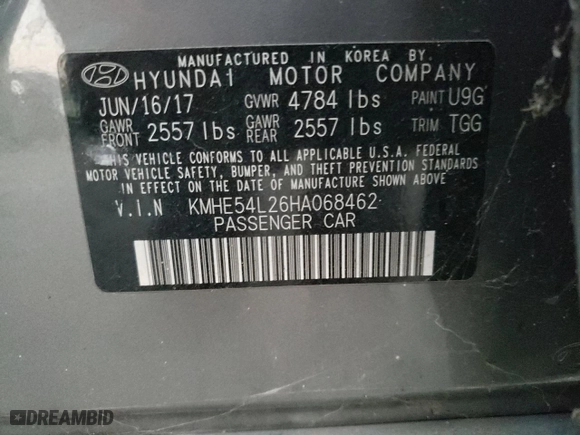 MANUFACTURED IN KOREA BY
HYUNDAI MOTOR COMPANY
JUN/16/17 GVWR 4784 lbs PAINT U9G
GAWR FRONT 2557 lbs GAWR REAR 2557 lbs TRIM TGG
THIS VEHICLE CONFORMS TO ALL APPLICABLE U.S.A. FEDERAL
MOTOR VEHICLE SAFETY, BUMPER, AND THEFT PREVENTION STANDARDS
IN EFFECT ON THE DATE OF MANUFACTURE SHOWN ABOVE
V.I.N KMHE54L26HA068462
PASSENGER CAR
DREAMBID